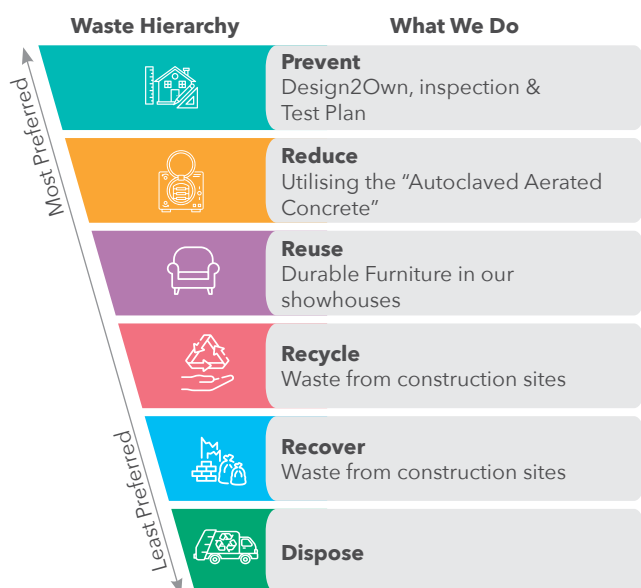 Waste Hierarchy
What We Do
Most Preferred
Prevent
Design2Own, inspection &
Test Plan
Reduce
Utilising the “Autoclaved Aerated
Concrete”
Reuse
Durable Furniture in our
showhouses
Recycle
Waste from construction sites
Least Preferred
Recover
Waste from construction sites
Dispose